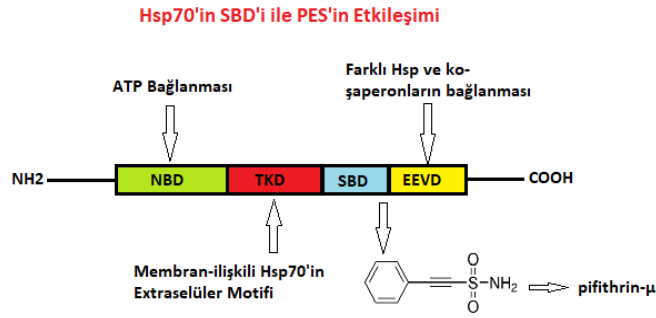 Hsp70'in SBD'i ile PES'in Etkileşimi
Farklı Hsp ve ko-
şaperonların bağlanması
ATP Bağlanması
NH2
NBD
TKD
SBD
EEVD
COOH
Membran-ilişkili Hsp70'in
Extraselüler Motifi
O
S
NH₂
O
pifithrin-µ